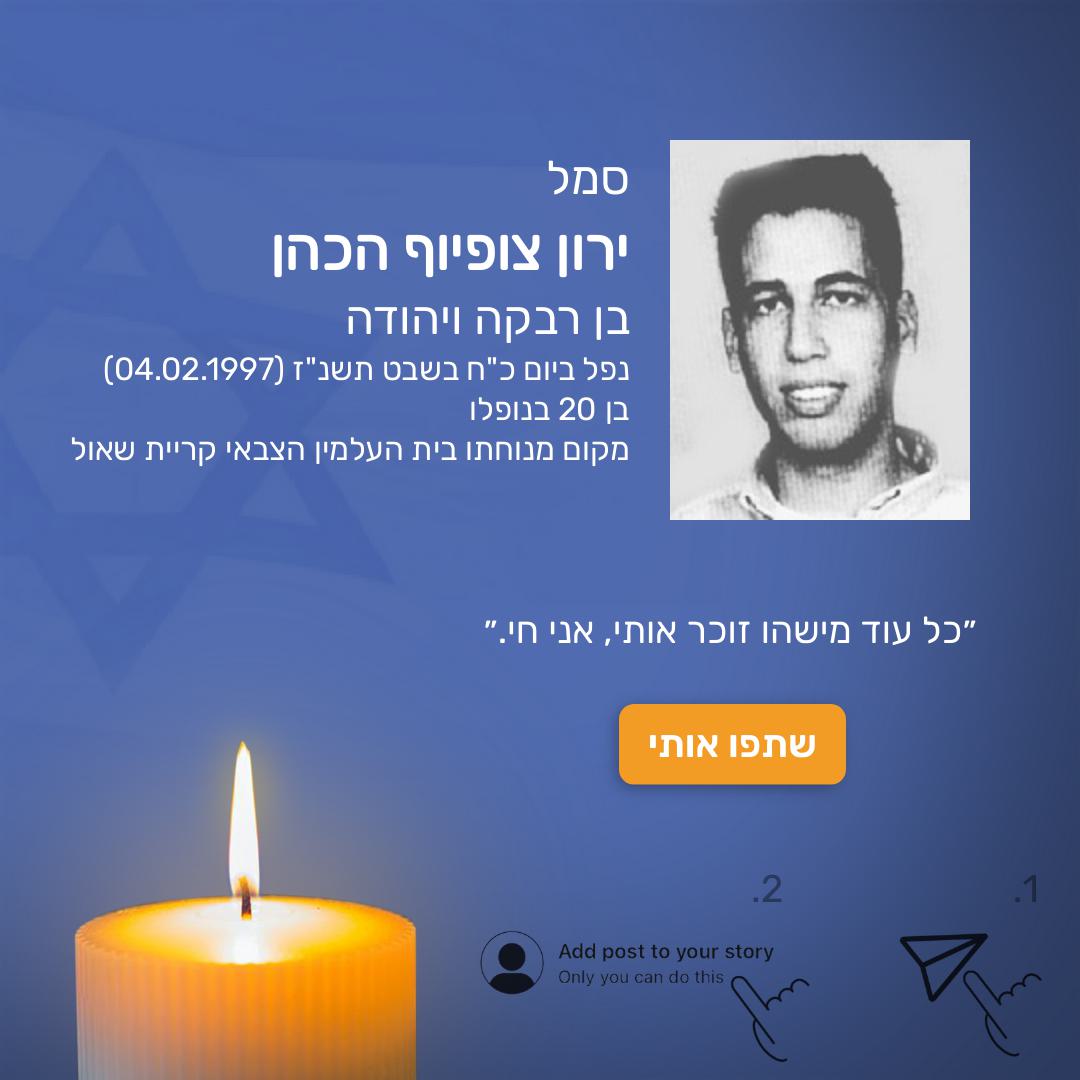 סמל
ירון צופיוף הכהן
בן רבקה ויהודה
נפל ביום כ"ח בשבט תשנ"ז (04.02.1997)
בן 20 בנופלו
מקום מנוחתו בית העלמין הצבאי קריית שאול
״כל עוד מישהו זוכר אותי, אני חי.״
שתפו אותי
.1
.2
Add post to your story
Only you can do this